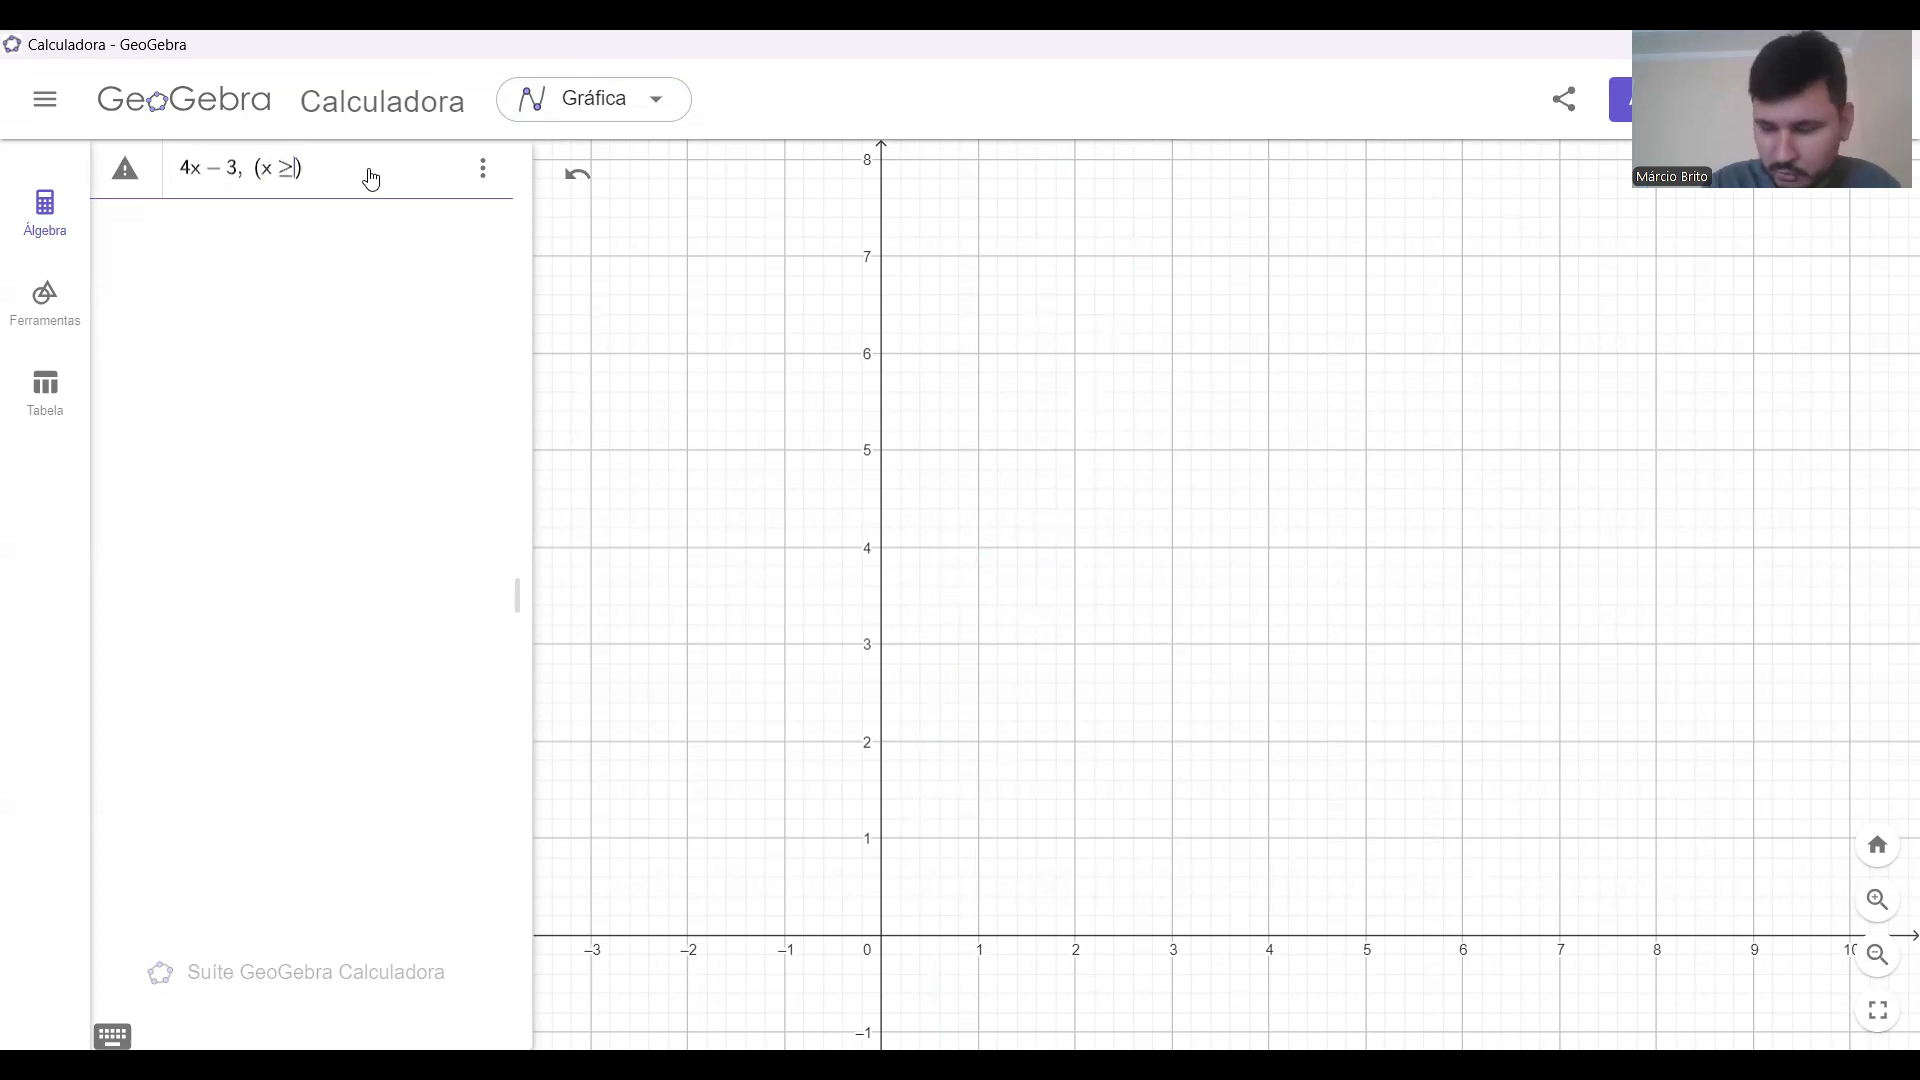 Calculadora - GeoGebra
GeoGebra Calculadora Gráfica
Márcio Brito
4x − 3, (x ≥)
Álgebra
Ferramentas
Tabela
8
7
6
5
4
3
2
1
−3 −2 −1 0 1 2 3 4 5 6 7 8 9 10
−1
Suíte GeoGebra Calculadora